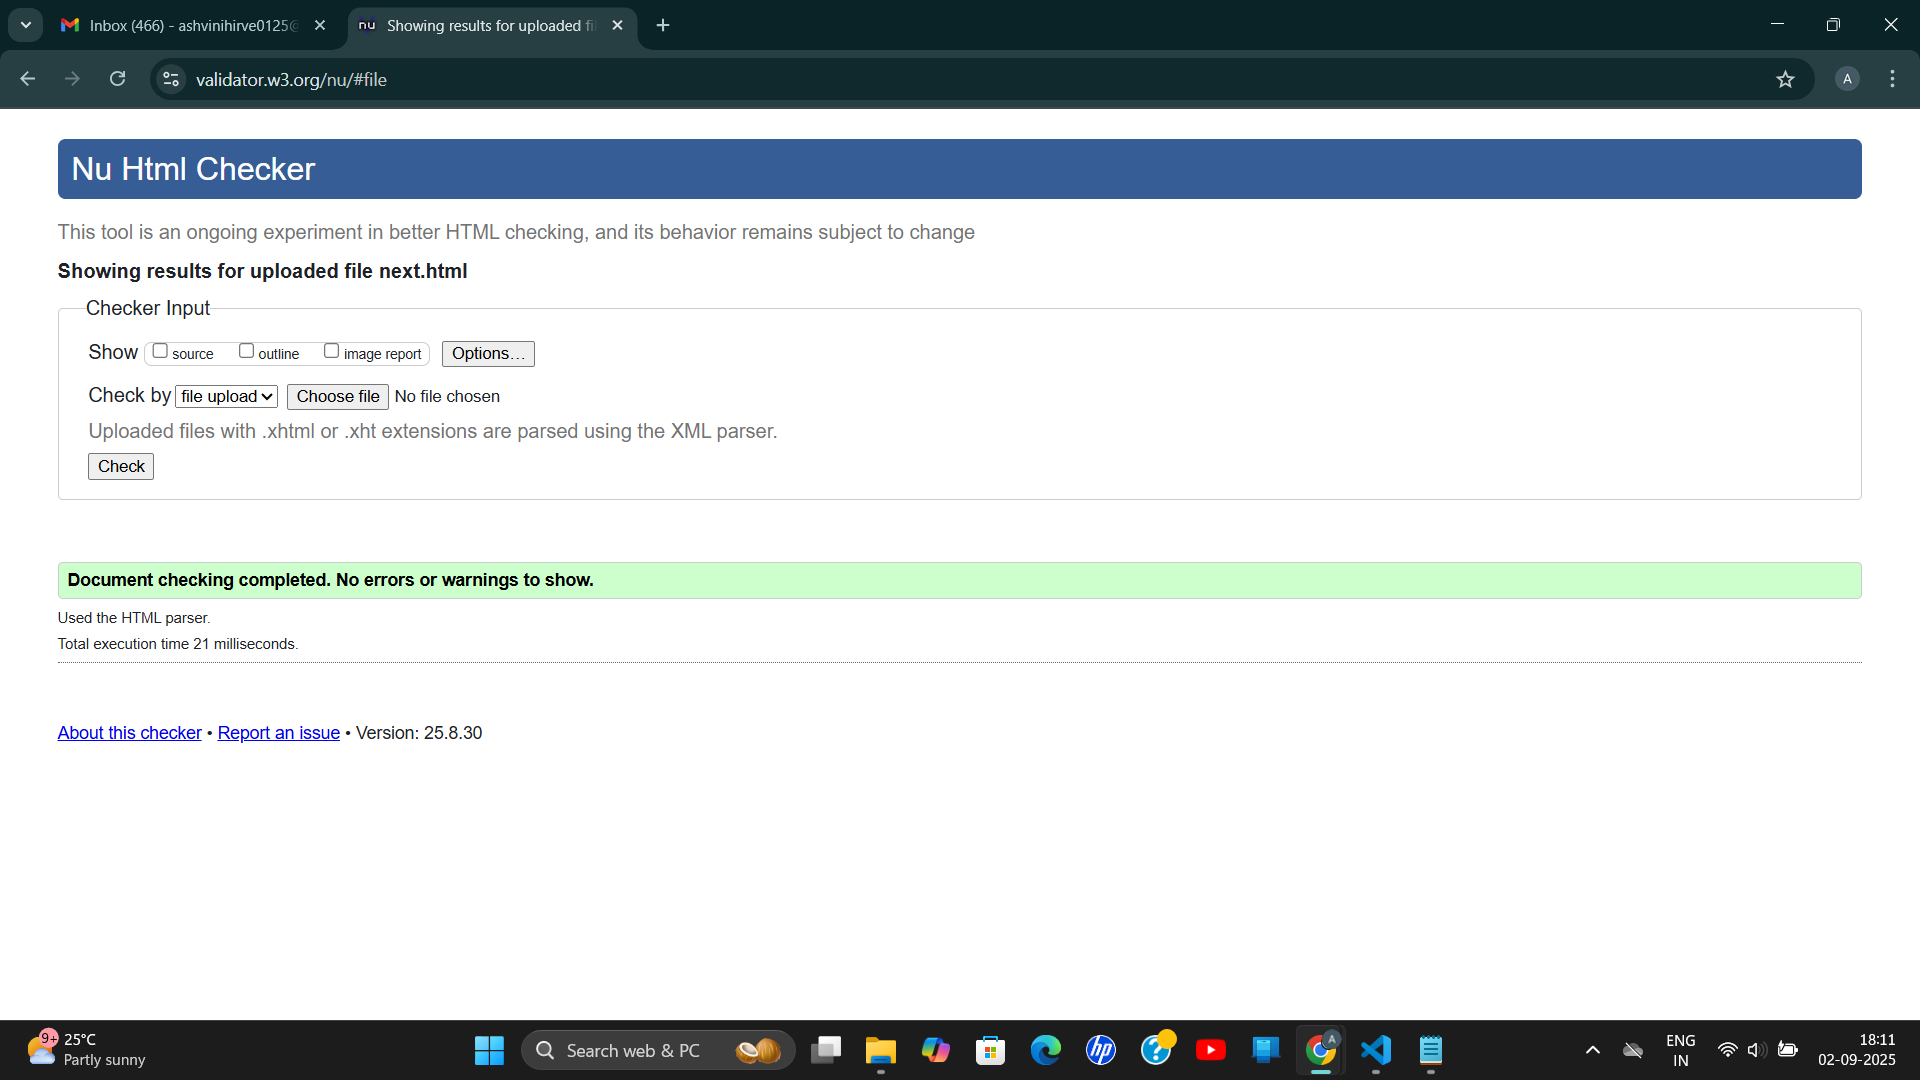 Inbox (466) - ashvinihirve0125@
nu Showing results for uploaded fi
validator.w3.org/nu/#file
A
Nu Html Checker
This tool is an ongoing experiment in better HTML checking, and its behavior remains subject to change
Showing results for uploaded file next.html
Checker Input
Show source outline image report Options...
Check by file upload Choose file No file chosen
Uploaded files with .xhtml or .xht extensions are parsed using the XML parser.
Check
Document checking completed. No errors or warnings to show.
Used the HTML parser.
Total execution time 21 milliseconds.
About this checker • Report an issue • Version: 25.8.30
9+ 25°C
Partly sunny
Search web & PC
hp
?
A
ENG
IN
18:11
02-09-2025